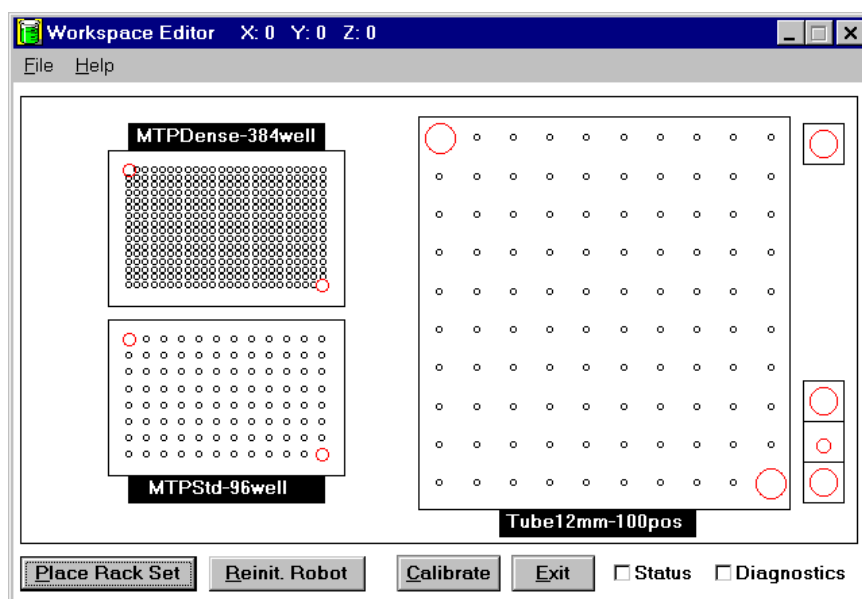 Workspace Editor X: 0 Y: 0 Z: 0
File Help
MTPDense-384well
MTPStd-96well
Tube12mm-100pos
Place Rack Set Reinit. Robot Calibrate Exit Status Diagnostics